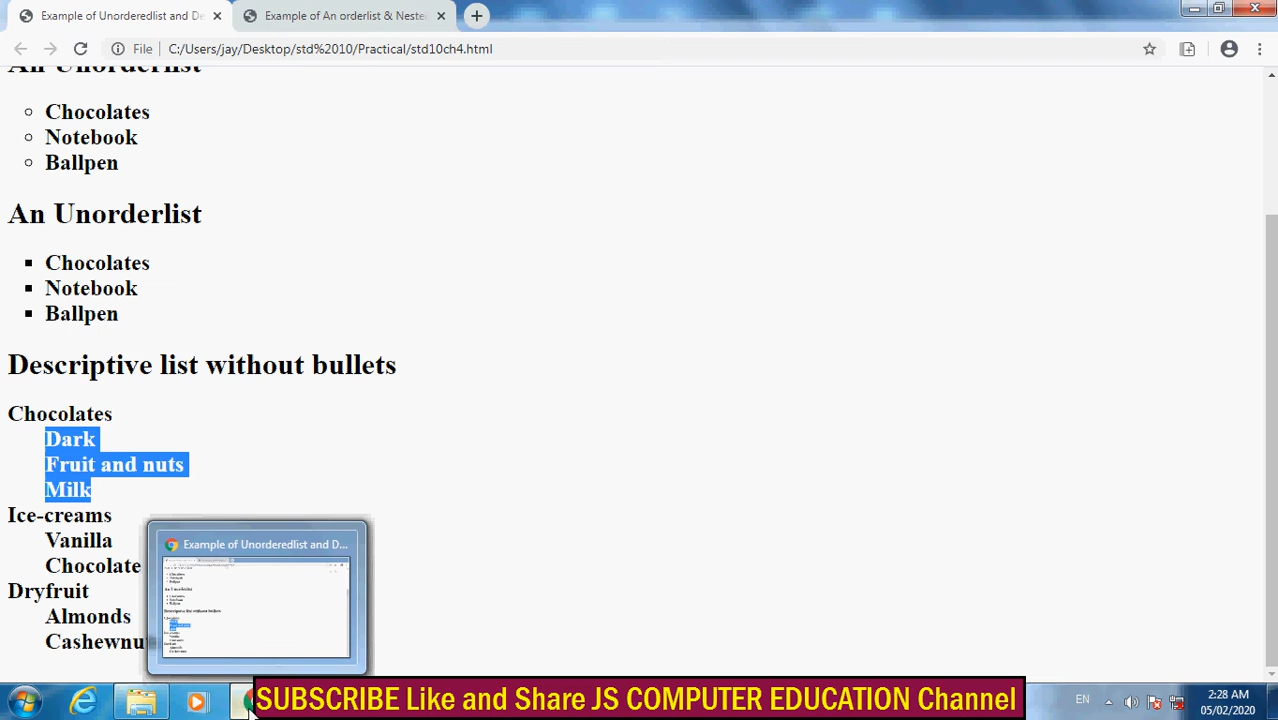 Example of Unorderedlist and De
Example of An orderlist & Neste
File
C:/Users/jay/Desktop/std%2010/Practical/std10ch4.html
An Unorderlist
Chocolates
Notebook
Ballpen
An Unorderlist
Chocolates
Notebook
Ballpen
Descriptive list without bullets
Chocolates
Dark
Fruit and nuts
Milk
Ice-creams
Vanilla
Chocolate
Dryfruit
Almonds
Cashewnu
Example of Unorderedlist and D...
SUBSCRIBE Like and Share JS COMPUTER EDUCATION Channel
EN
2:28 AM
05/02/2020